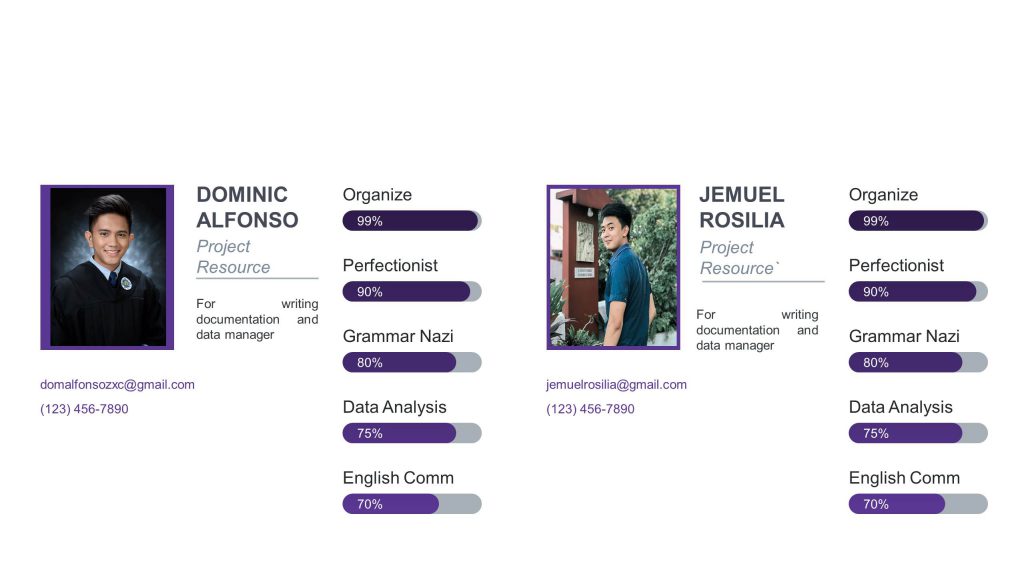 DOMINIC
ALFONSO
Project
Resource
For writing
documentation and
data manager
domalfonsozxc@gmail.com
(123) 456-7890
Organize
99%
Perfectionist
90%
Grammar Nazi
80%
Data Analysis
75%
English Comm
70%
JEMUEL
ROSILIA
Project
Resource`
For writing
documentation and
data manager
jemuelrosilia@gmail.com
(123) 456-7890
Organize
99%
Perfectionist
90%
Grammar Nazi
80%
Data Analysis
75%
English Comm
70%